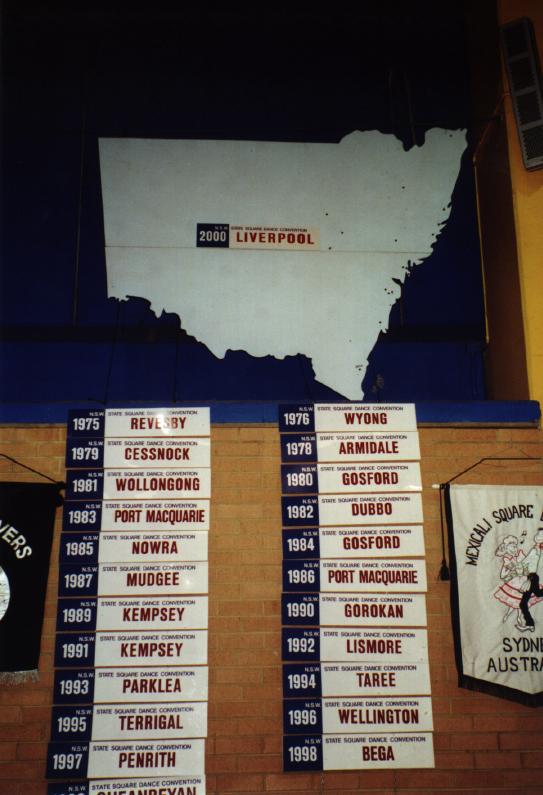 N.S.W. STATE SQUARE DANCE CONVENTION
2000 LIVERPOOL
N.S.W. STATE SQUARE DANCE CONVENTION
1975 REVESBY
STATE SQUARE DANCE CONVENTION
1979 CESSNOCK
N.S.W. STATE SQUARE DANCE CONVENTION
1981 WOLLONGONG
N.S.W. STATE SQUARE DANCE CONVENTION
1983 PORT MACQUARIE
N.S.W. STATE SQUARE DANCE CONVENTION
1985 NOWRA
N.S.W. STATE SQUARE DANCE CONVENTION
1987 MUDGEE
N.S.W. STATE SQUARE DANCE CONVENTION
1989 KEMPSEY
N.S.W. STATE SQUARE DANCE CONVENTION
1991 KEMPSEY
N.S.W. STATE SQUARE DANCE CONVENTION
1993 PARKLEA
N.S.W. STATE SQUARE DANCE CONVENTION
1995 TERRIGAL
N.S.W. STATE SQUARE DANCE CONVENTION
1997 PENRITH
N.S.W. STATE SQUARE DANCE CONVENTION
QUEANBEYAN
N.S.W. STATE SQUARE DANCE CONVENTION
1976 WYONG
N.S.W. STATE SQUARE DANCE CONVENTION
1978 ARMIDALE
N.S.W. STATE SQUARE DANCE CONVENTION
1980 GOSFORD
N.S.W. STATE SQUARE DANCE CONVENTION
1982 DUBBO
N.S.W. STATE SQUARE DANCE CONVENTION
1984 GOSFORD
N.S.W. STATE SQUARE DANCE CONVENTION
1986 PORT MACQUARIE
N.S.W. STATE SQUARE DANCE CONVENTION
1990 GOROKAN
N.S.W. STATE SQUARE DANCE CONVENTION
1992 LISMORE
N.S.W. STATE SQUARE DANCE CONVENTION
1994 TAREE
N.S.W. STATE SQUARE DANCE CONVENTION
1996 WELLINGTON
N.S.W. STATE SQUARE DANCE CONVENTION
1998 BEGA
VERS
MEXICALI SQUARE
SYDNE
AUSTRA